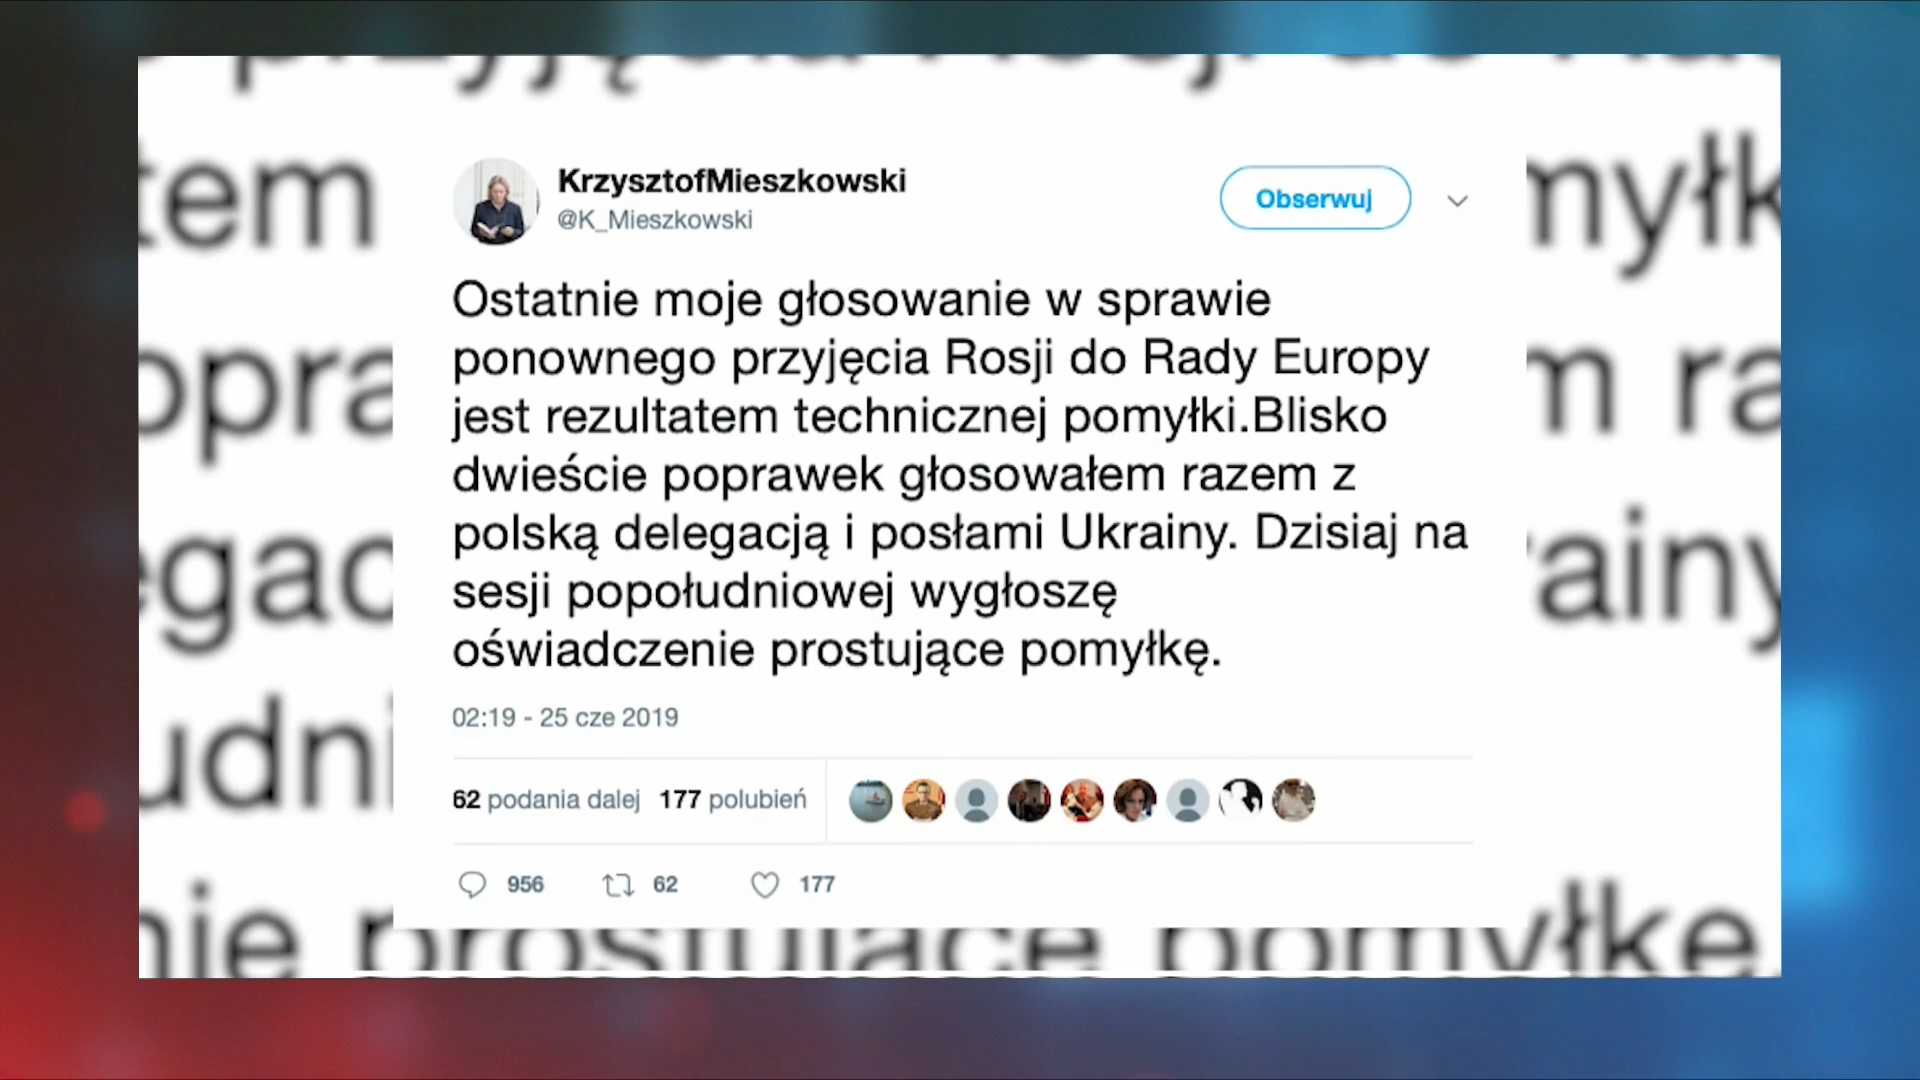 KrzysztofMieszkowski
@K_Mieszkowski
Obserwuj
Ostatnie moje głosowanie w sprawie
ponownego przyjęcia Rosji do Rady Europy
jest rezultatem technicznej pomyłki.Blisko
dwieście poprawek głosowałem razem z
polską delegacją i posłami Ukrainy. Dzisiaj na
sesji popołudniowej wygłoszę
oświadczenie prostujące pomyłkę.
02:19 - 25 cze 2019
62 podania dalej 177 polubień
956 62 177